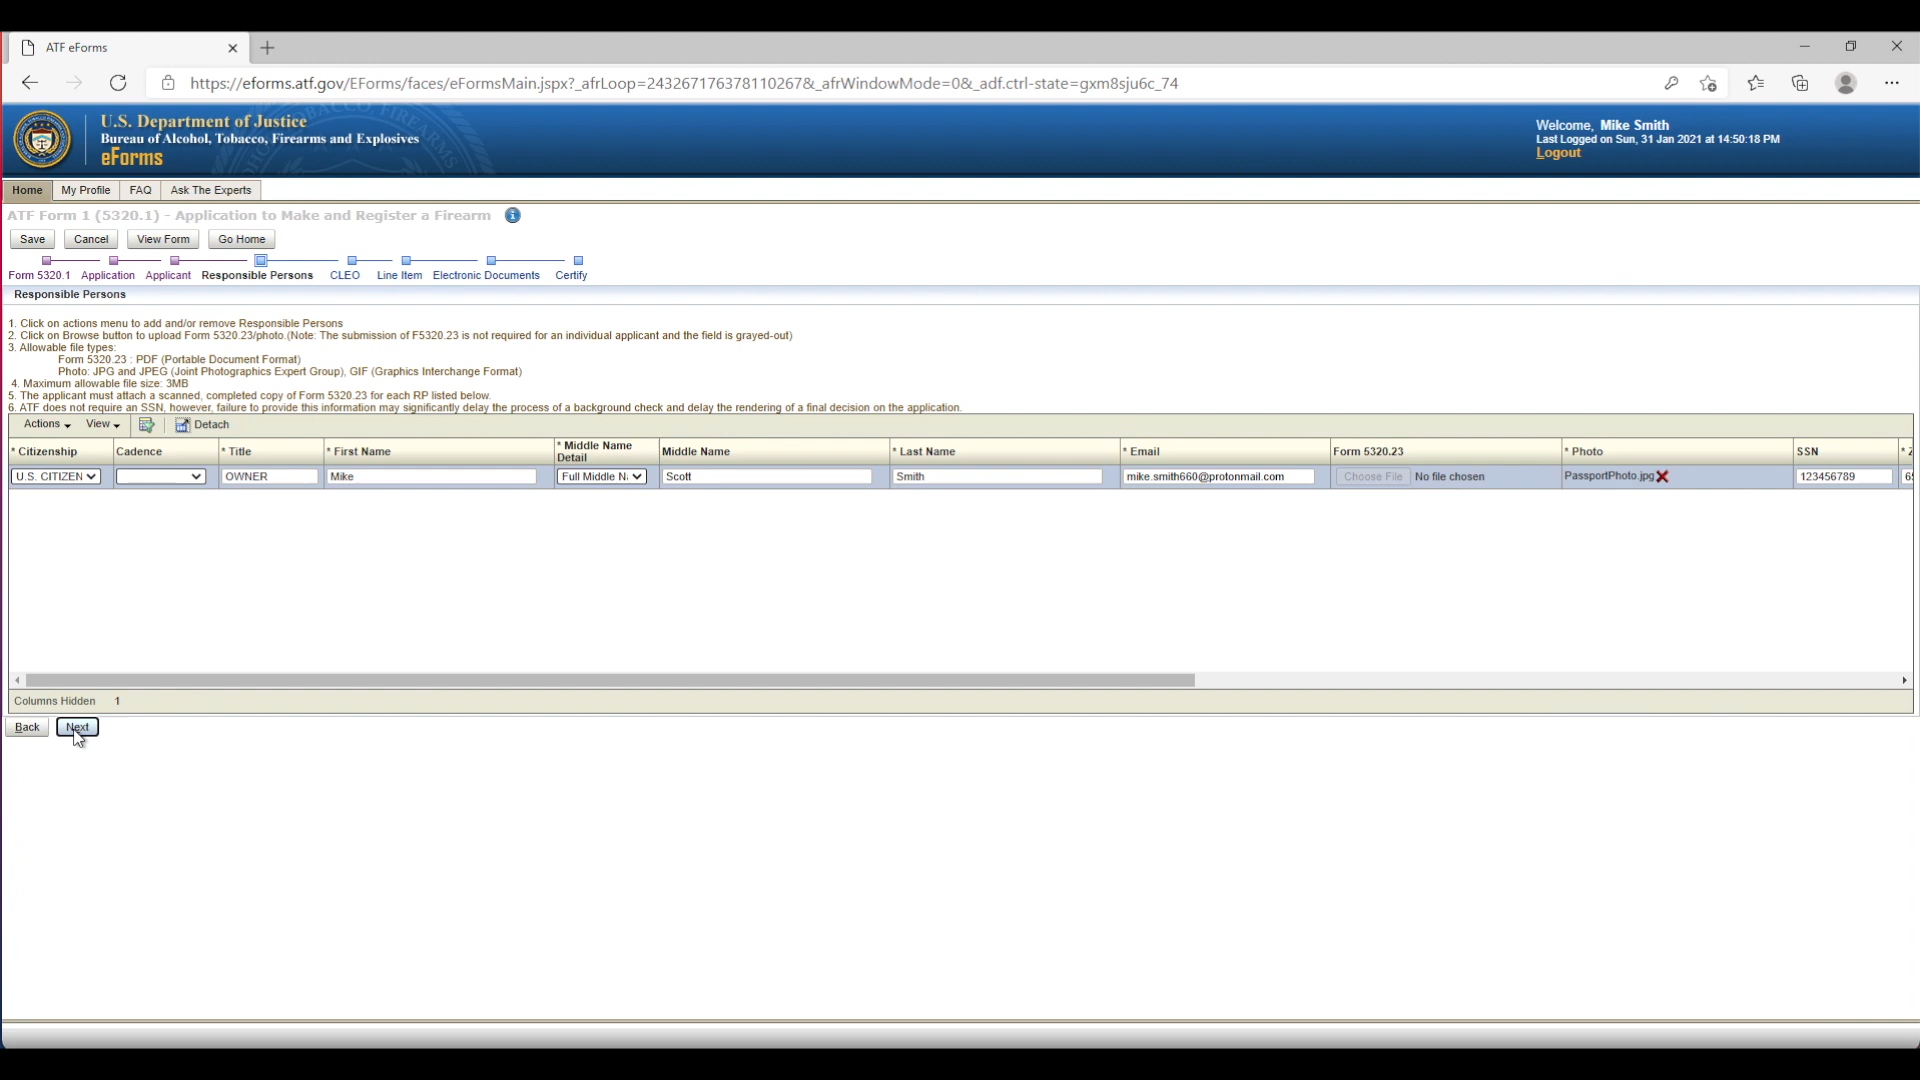 ATF eForms
https://eforms.atf.gov/EForms/faces/eFormsMain.jspx?_afrLoop=2432671763781102678&_afrWindowMode=0&_adf.ctrl-state=gxm8sju6c_74
U.S. Department of Justice
Bureau of Alcohol, Tobacco, Firearms and Explosives
eForms
Welcome, Mike Smith
Last Logged on Sun, 31 Jan 2021 at 14:50:18 PM
Logout
Home My Profile FAQ Ask The Experts
ATF Form 1 (5320.1) - Application to Make and Register a Firearm
Save Cancel View Form Go Home
Form 5320.1 Application Applicant Responsible Persons CLEO Line Item Electronic Documents Certify
Responsible Persons
1. Click on actions menu to add and/or remove Responsible Persons
2. Click on Browse button to upload Form 5320.23/photo.(Note: The submission of F5320.23 is not required for an individual applicant and the field is grayed-out)
3. Allowable file types:
Form 5320.23 : PDF (Portable Document Format)
Photo: JPG and JPEG (Joint Photographics Expert Group), GIF (Graphics Interchange Format)
4. Maximum allowable file size: 3MB
5. The applicant must attach a scanned, completed copy of Form 5320.23 for each RP listed below.
6. ATF does not require an SSN, however, failure to provide this information may significantly delay the process of a background check and delay the rendering of a final decision on the application.
Actions View Detach
* Citizenship Cadence * Title * First Name * Middle Name Detail Middle Name * Last Name * Email Form 5320.23 * Photo SSN * Z
U.S. CITIZEN OWNER Mike Full Middle N Scott Smith mike.smith660@protonmail.com Choose File No file chosen PassportPhoto.jpg 123456789
Columns Hidden 1
Back Next